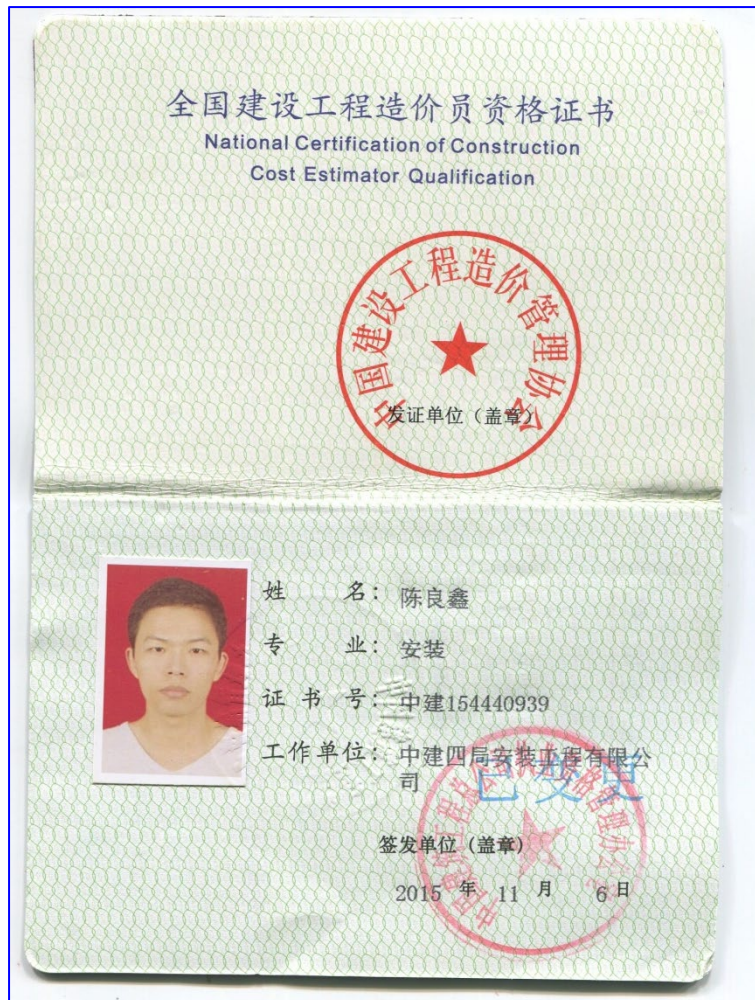 全国建设工程造价员资格证书
National Certification of Construction
Cost Estimator Qualification
中国建设工程造价管理协会
发证单位（盖章）
姓 名： 陈良鑫
专 业： 安装
证 书 号： 中建154440939
工作单位： 中建四局安装工程有限公
司
已变更
签发单位（盖章）
2015 年 11 月 6 日